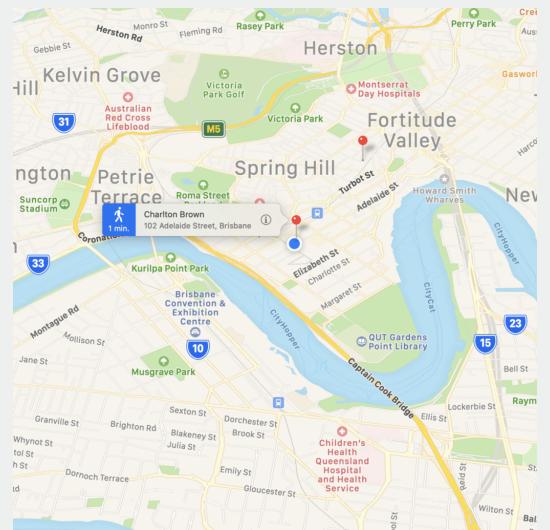 Monro St
Rasey Park
Perry Park
Herston Rd
Fleming Rd
Gebbie St
Herston
Kelvin Grove
Victoria
Park Golf
Montserrat
Day Hospitals
Australian
Red Cross
Lifeblood
31
M5
Victoria Park
Fortitude
Valley
Spring Hill
Petrie
Terrace
Roma Street
Turbot St
Adelaide St
Howard Smith
Wharves
Suncorp
Stadium
1 min.
Charlton Brown
102 Adelaide Street, Brisbane
33
Kurilpa Point Park
Elizabeth St
Charlotte St
Margaret St
CityHopper
CityCat
Brisbane
Convention &
Exhibition
Centre
CityHopper
Montague Rd
Mollison St
10
QUT Gardens
Point Library
23
15
Jane St
Musgrave Park
Captain Cook Bridge
Bell St
Lockerbie St
Ellis St
Sexton St
Dorchester St
Granville St
Brighton Rd
Blakeney St
Brook St
Julia St
Children's
Health
Queensland
Hospital
and Health
Service
Emily St
Dornoch Terrace
Gloucester St
Wilton St